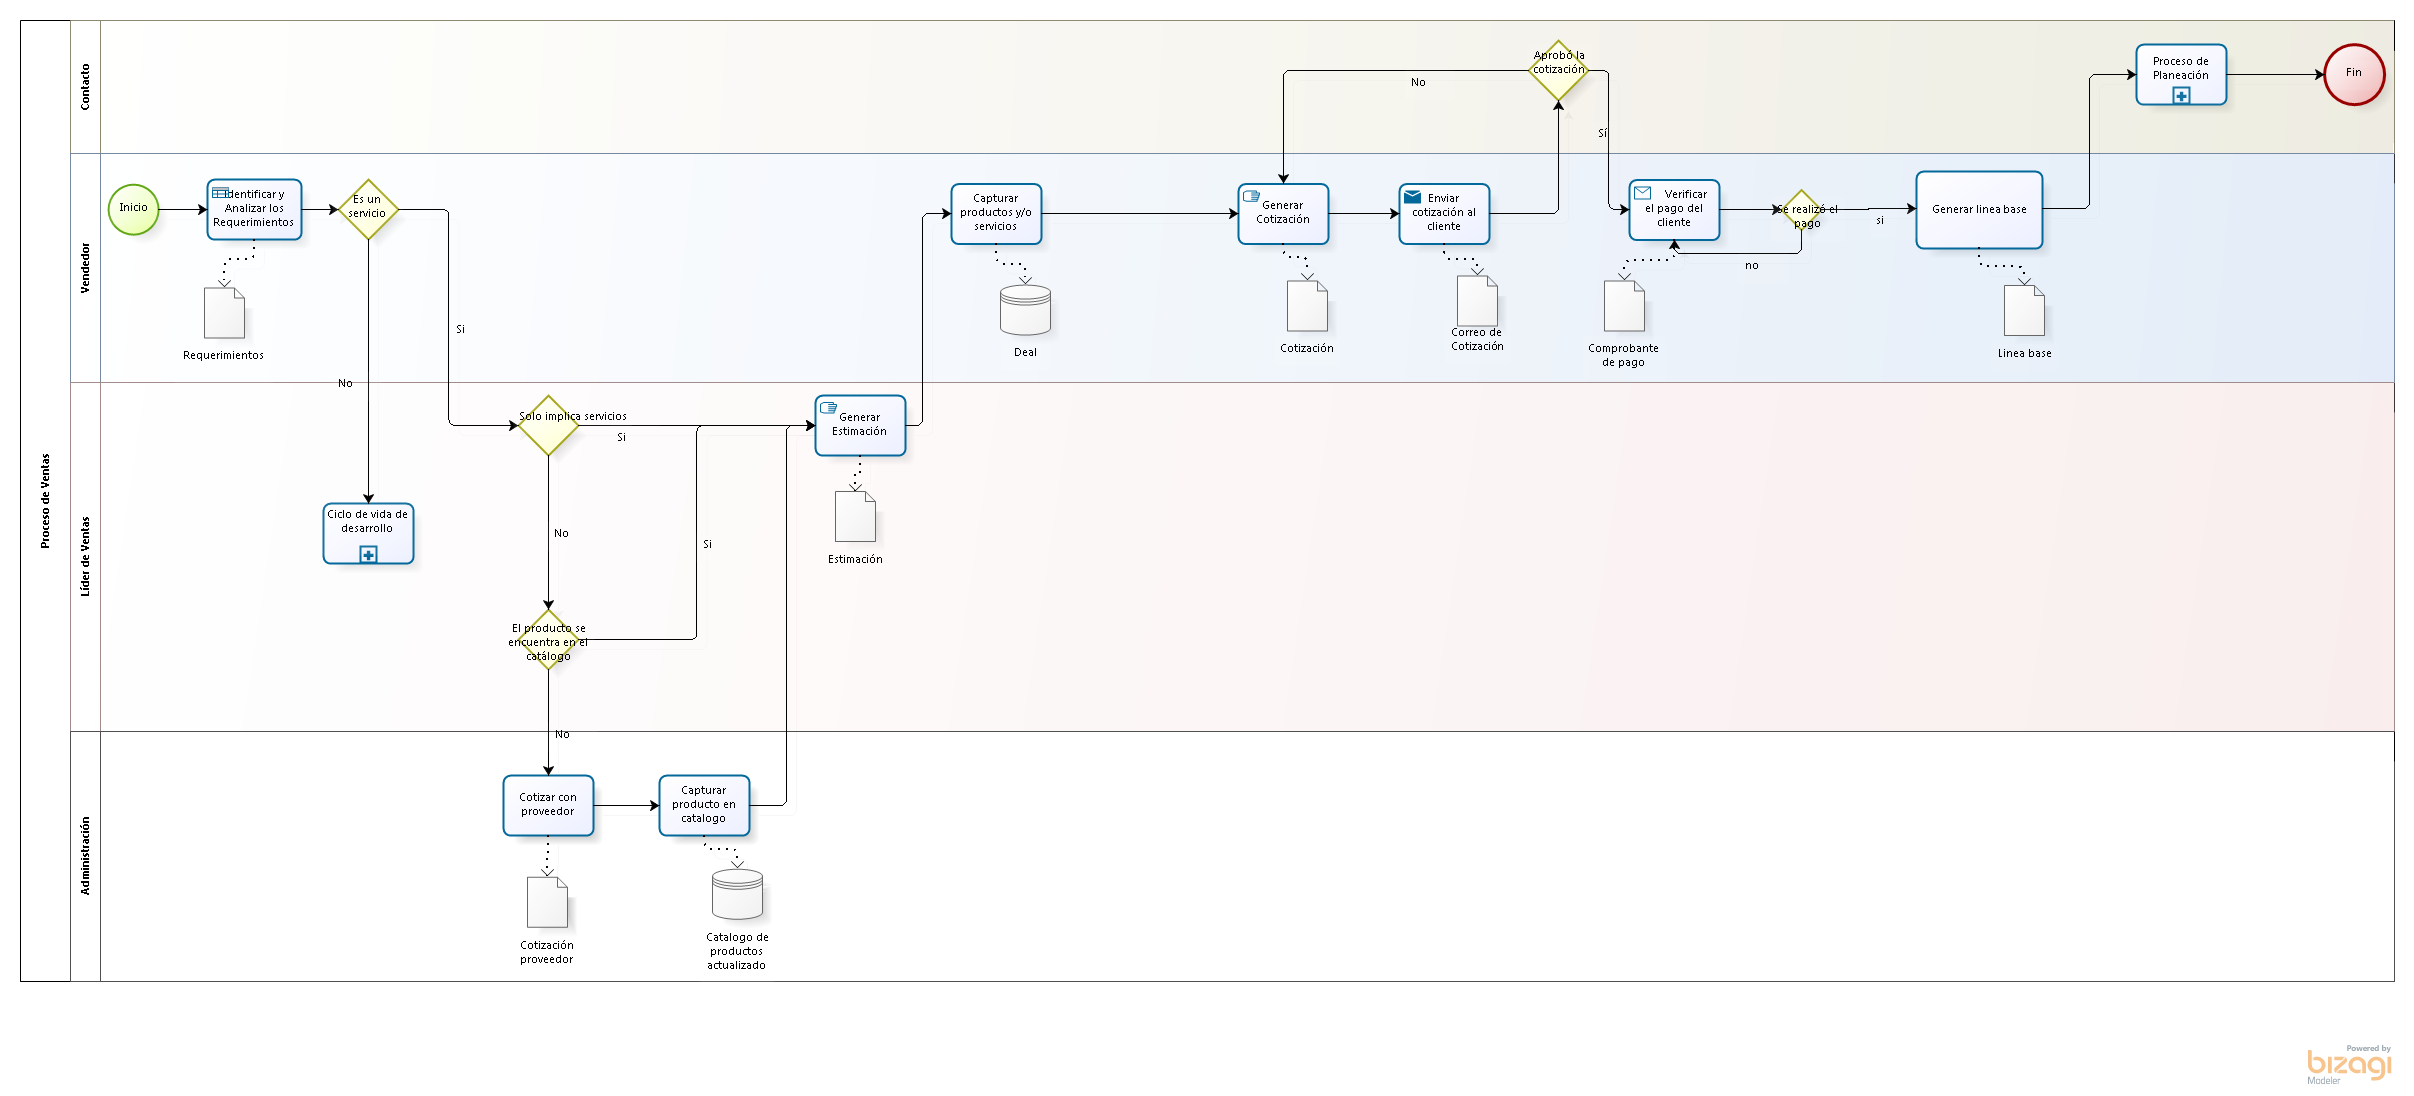 Proceso de Ventas
Contacto
Aprobó la
cotización
No
Sí
Proceso de
Planeación
Fin
Vendedor
Inicio
Identificar y
Analizar los
Requerimientos
Requerimientos
Es un
servicio
Si
No
Capturar
productos y/o
servicios
Deal
Generar
Cotización
Cotización
Enviar
cotización al
cliente
Correo de
Cotización
Verificar
el pago del
cliente
Comprobante
de pago
Se realizó el
pago
si
no
Generar linea base
Linea base
Líder de Ventas
Solo implica servicios
Si
Generar
Estimación
Estimación
Ciclo de vida de
desarrollo
No
Si
El producto se
encuentra en el
catálogo
No
Administración
Cotizar con
proveedor
Cotización
proveedor
Capturar
producto en
catalogo
Catalogo de
productos
actualizado
Powered by
bizagi
Modeler